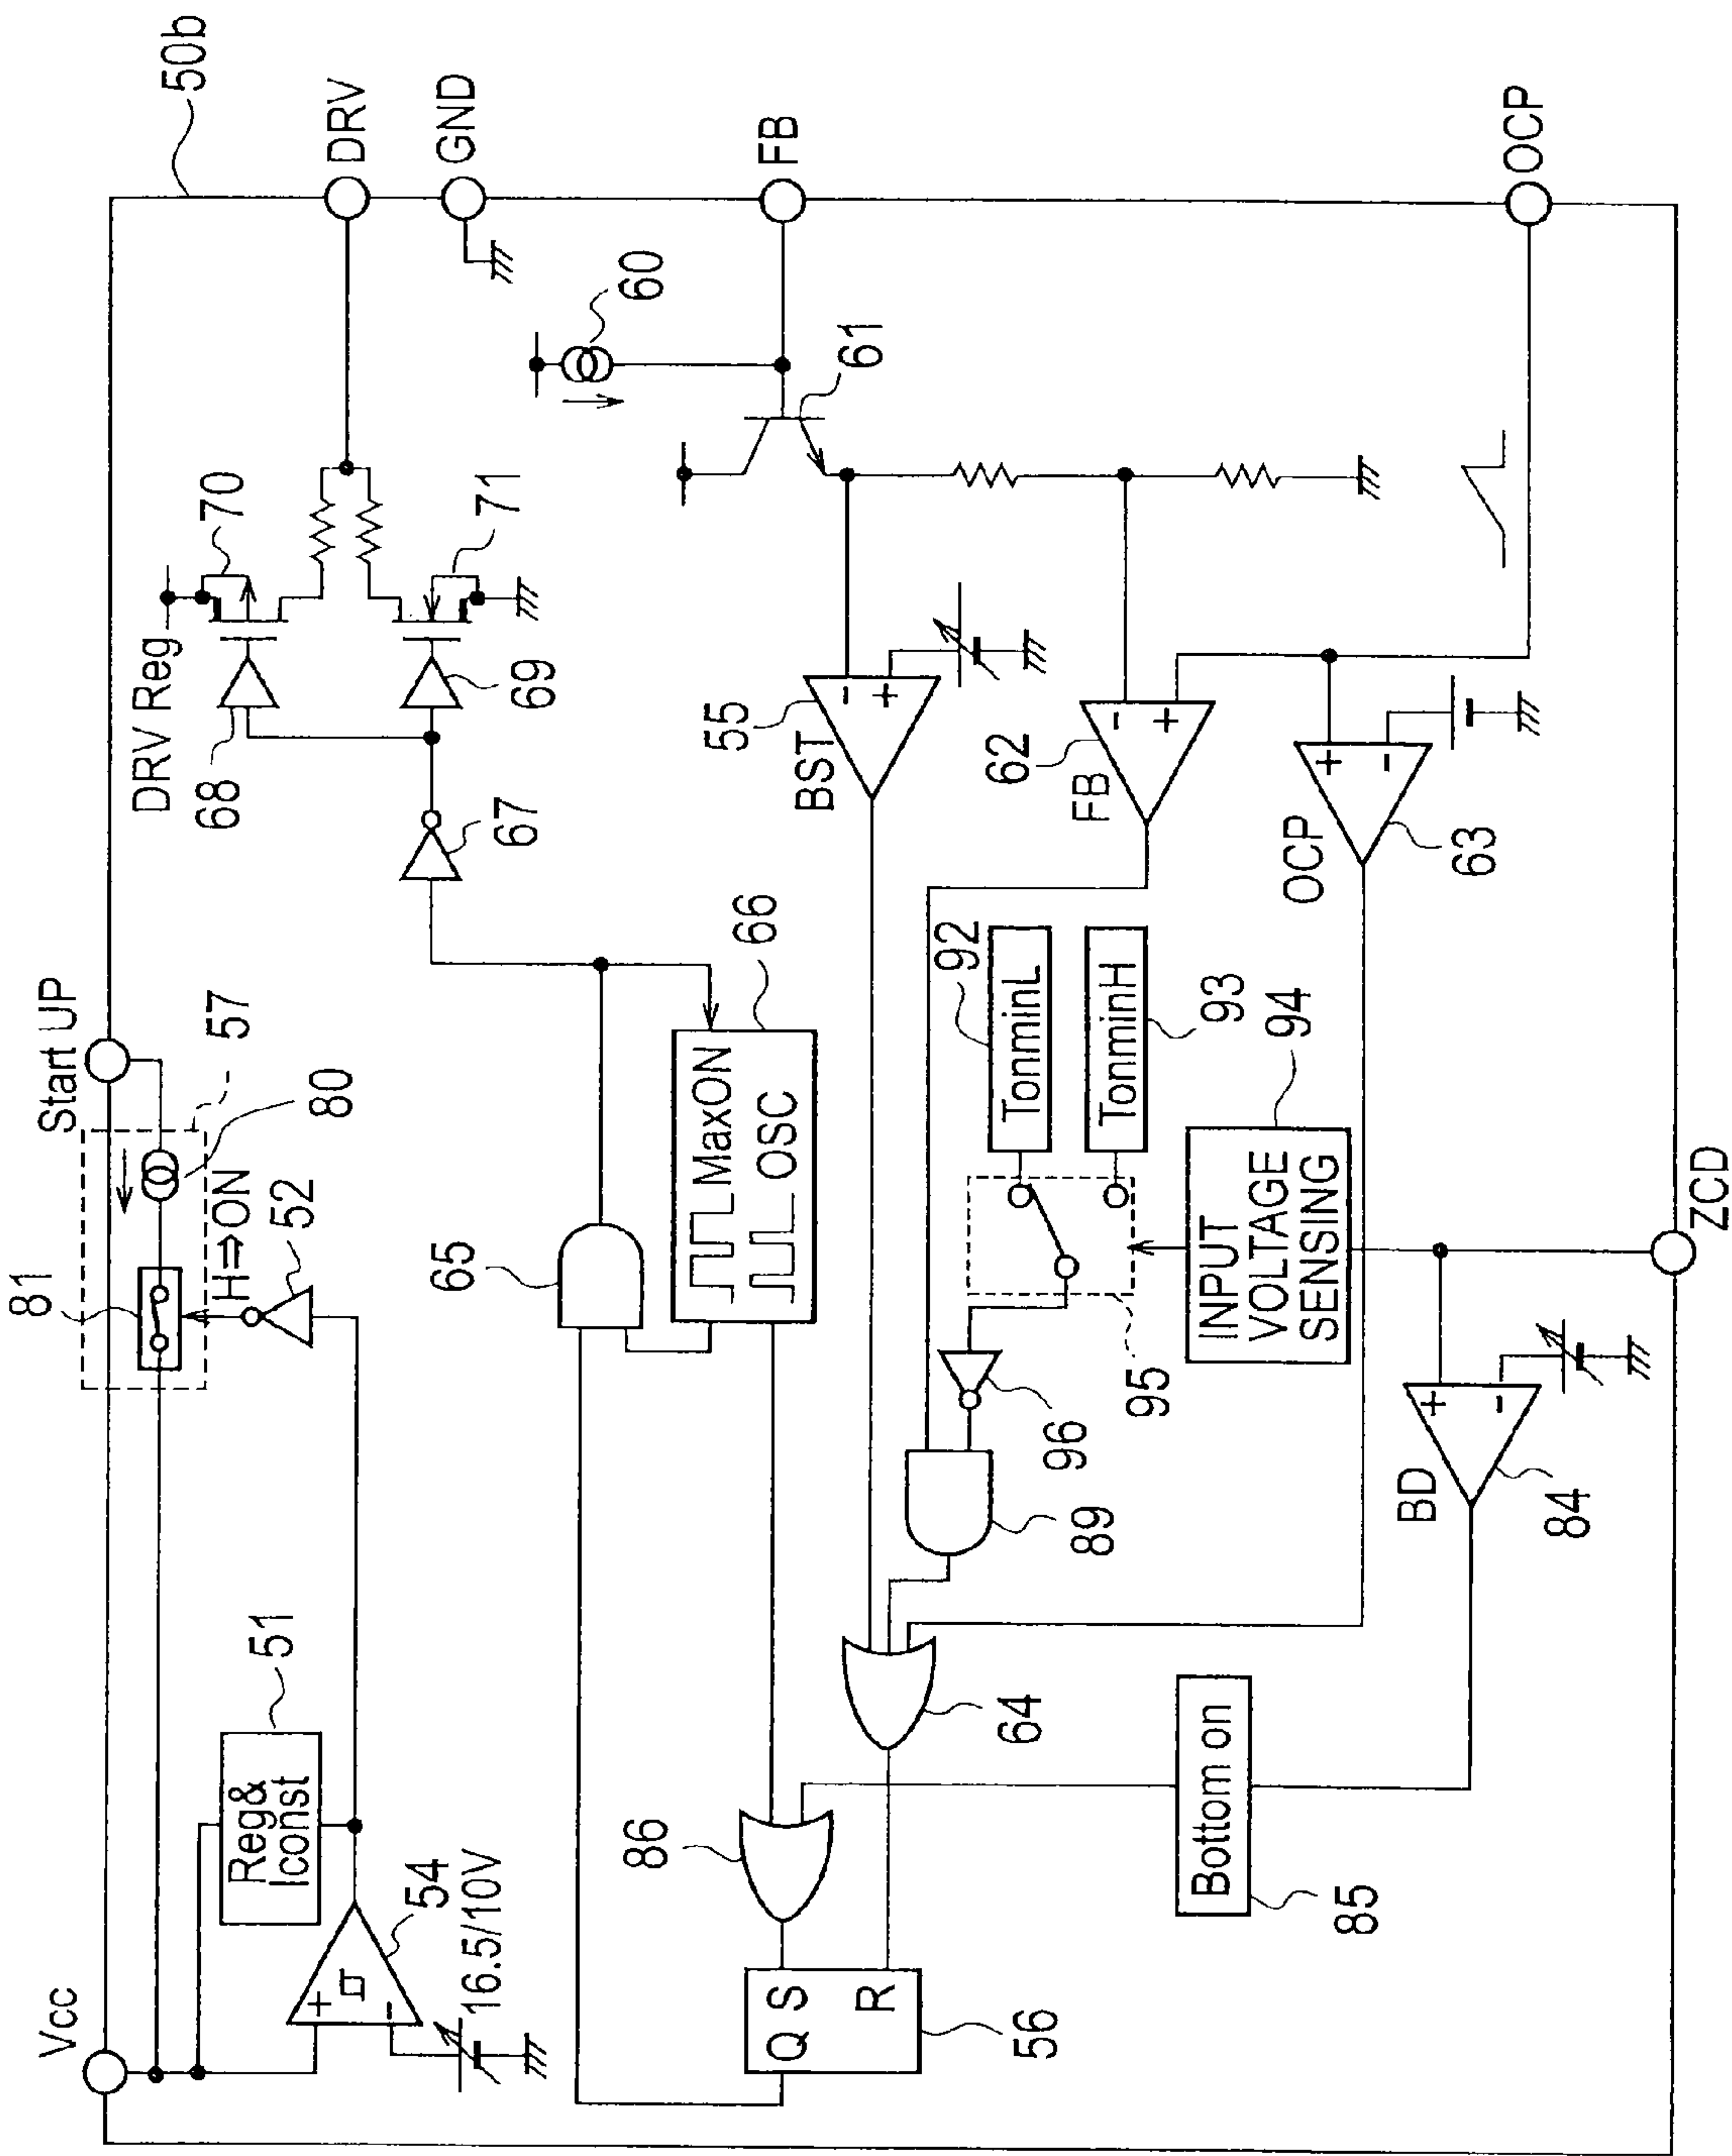 50b
Vcc
Start UP
DRV
GND
FB
OCP
ZCD
81
57
80
H⇒ON
52
Reg&
Iconst
51
54
16.5/10V
+
-
DRV Reg
70
71
68
69
67
60
61
65
MaxON
OSC
66
55
BST
-
+
62
FB
-
+
OCP
+
-
63
92
TonminL
TonminH
93
94
INPUT
VOLTAGE
SENSING
95
96
89
64
86
Q S
R
56
Bottom on
85
BD
+
-
84